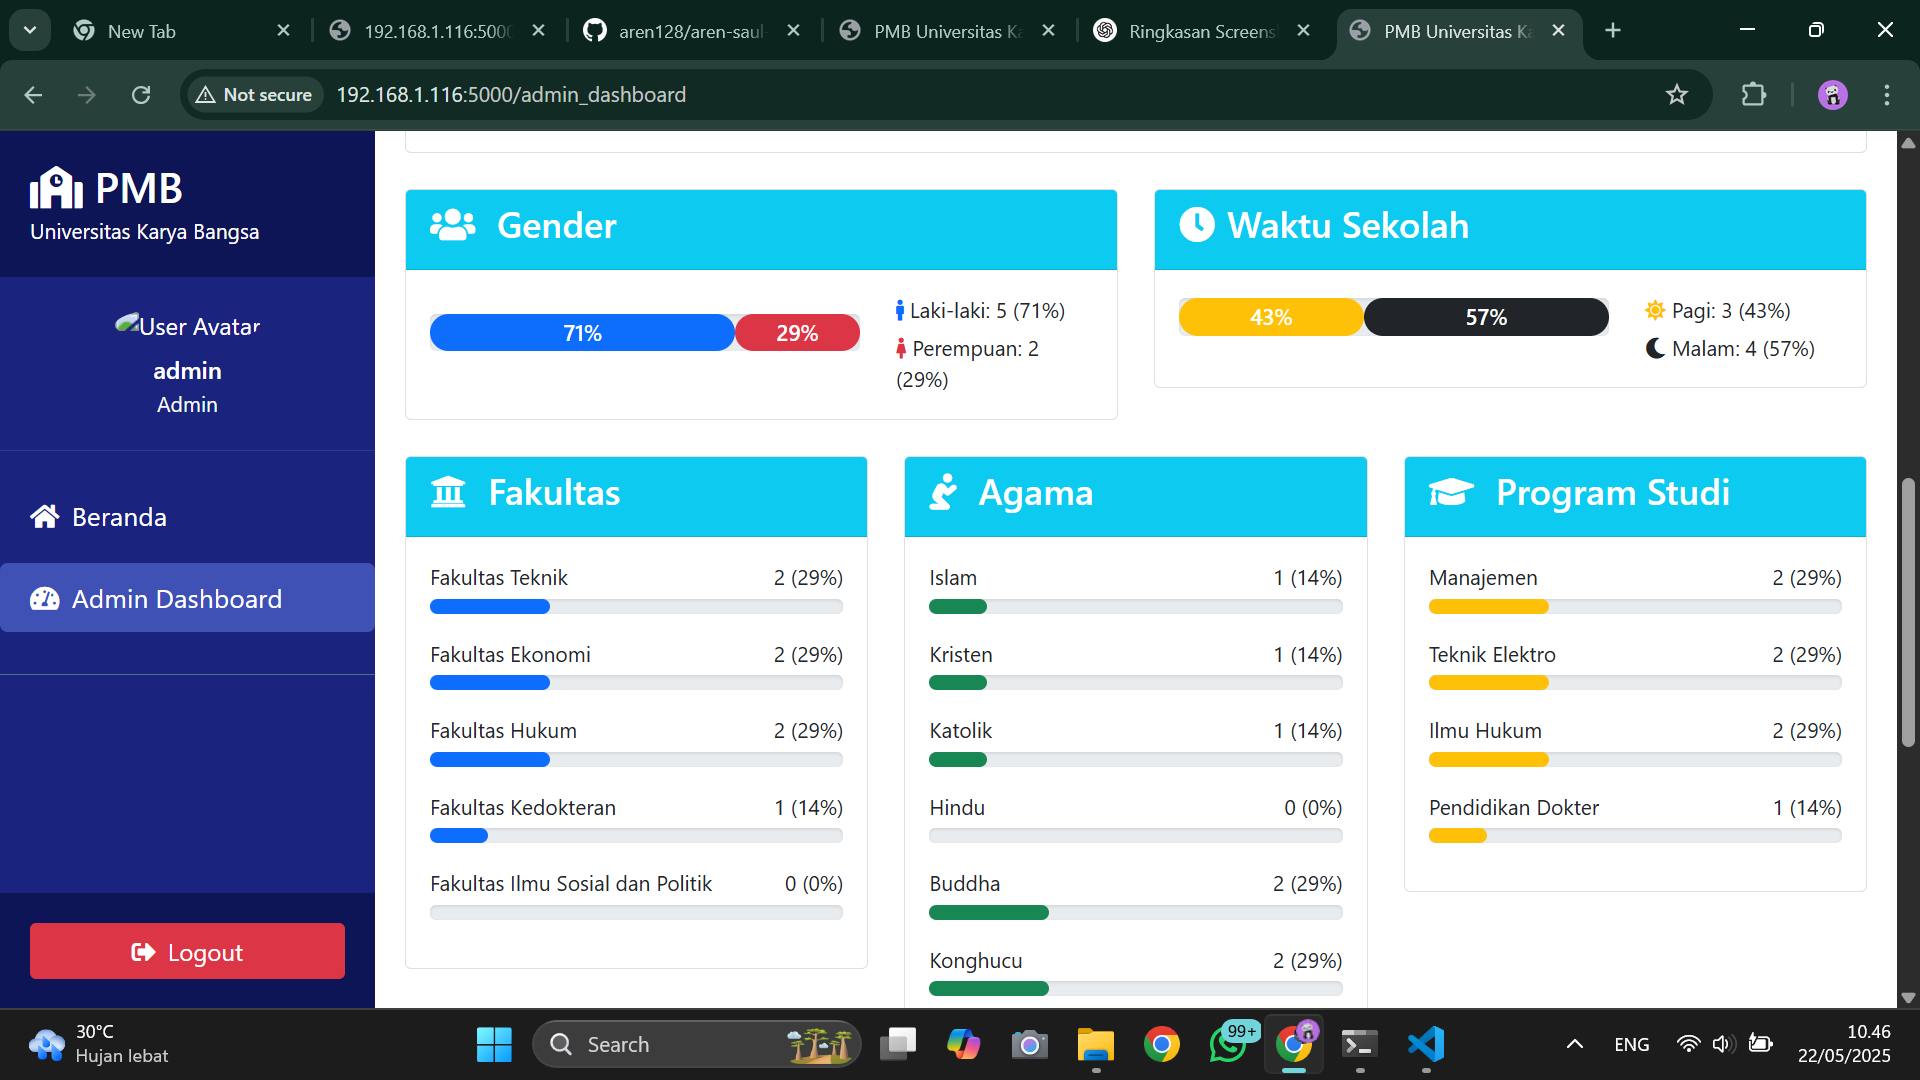 New Tab
192.168.1.116:5000
aren128/aren-saul
PMB Universitas Ka
Ringkasan Screens
PMB Universitas Ka
Not secure
192.168.1.116:5000/admin_dashboard
PMB
Universitas Karya Bangsa
User Avatar
admin
Admin
Beranda
Admin Dashboard
Logout
Gender
71%
29%
Laki-laki: 5 (71%)
Perempuan: 2
(29%)
Waktu Sekolah
43%
57%
Pagi: 3 (43%)
Malam: 4 (57%)
Fakultas
Fakultas Teknik 2 (29%)
Fakultas Ekonomi 2 (29%)
Fakultas Hukum 2 (29%)
Fakultas Kedokteran 1 (14%)
Fakultas Ilmu Sosial dan Politik 0 (0%)
Agama
Islam 1 (14%)
Kristen 1 (14%)
Katolik 1 (14%)
Hindu 0 (0%)
Buddha 2 (29%)
Konghucu 2 (29%)
Program Studi
Manajemen 2 (29%)
Teknik Elektro 2 (29%)
Ilmu Hukum 2 (29%)
Pendidikan Dokter 1 (14%)
30°C
Hujan lebat
Search
99+
ENG
10.46
22/05/2025